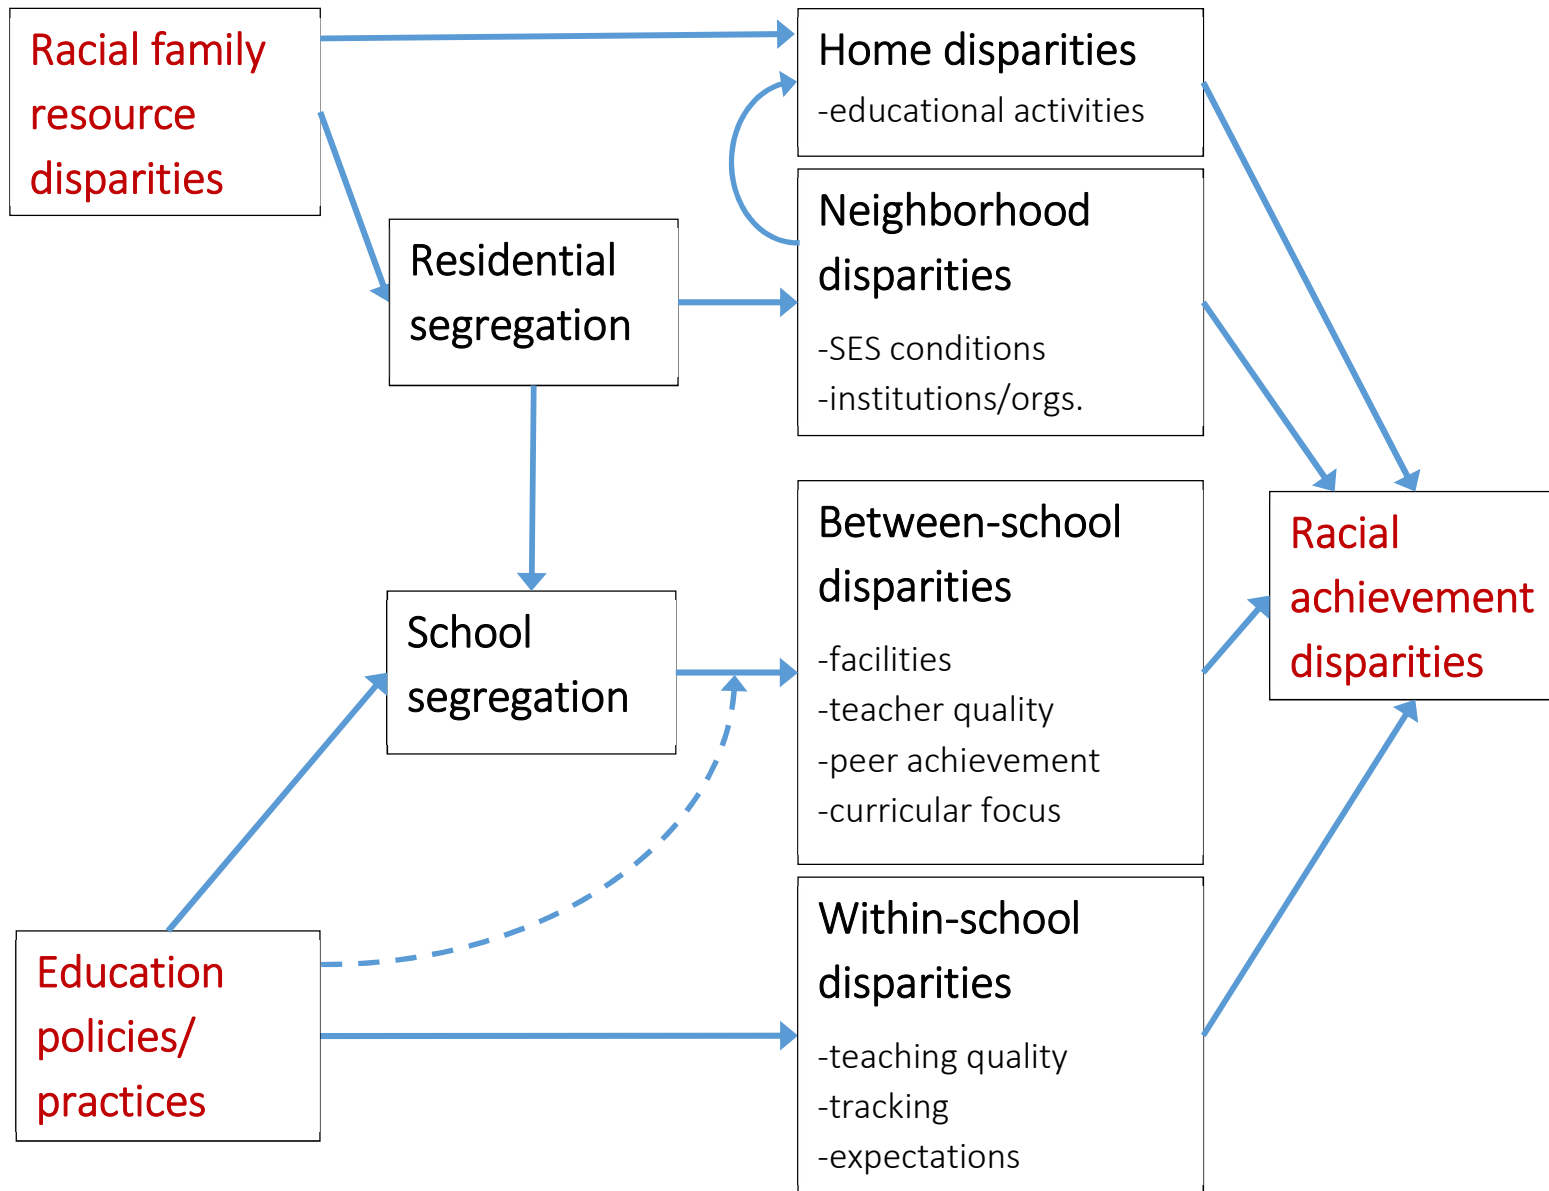 Racial family
resource
disparities
Home disparities
-educational activities
Residential
segregation
Neighborhood
disparities
-SES conditions
-institutions/orgs.
School
segregation
Between-school
disparities
-facilities
-teacher quality
-peer achievement
-curricular focus
Racial
achievement
disparities
Education
policies/
practices
Within-school
disparities
-teaching quality
-tracking
-expectations